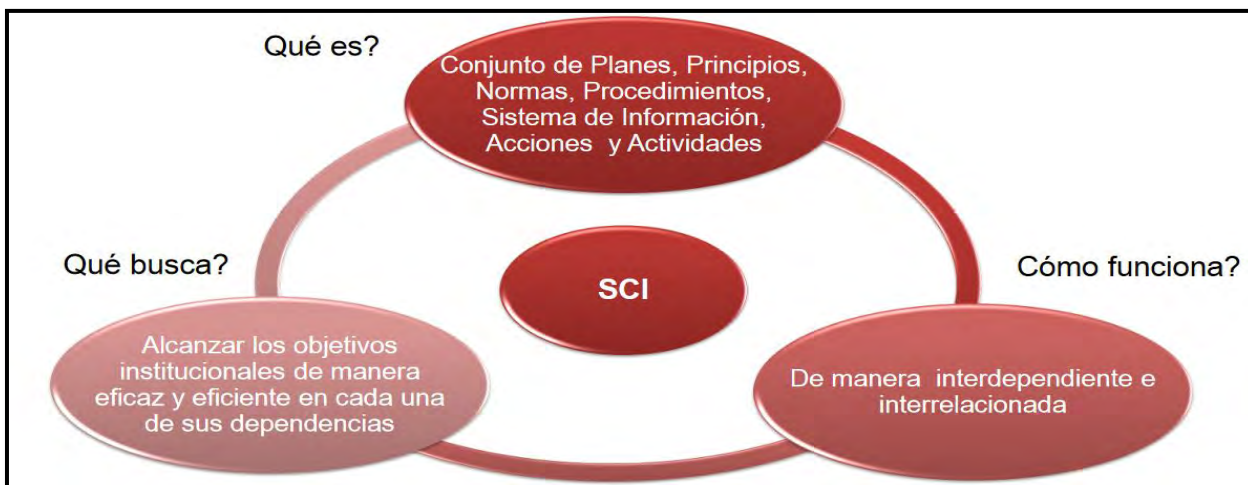 Qué es?
Conjunto de Planes, Principios,
Normas, Procedimientos,
Sistema de Información,
Acciones y Actividades
Qué busca?
SCI
Cómo funciona?
Alcanzar los objetivos
institucionales de manera
eficaz y eficiente en cada una
de sus dependencias
De manera interdependiente e
interrelacionada